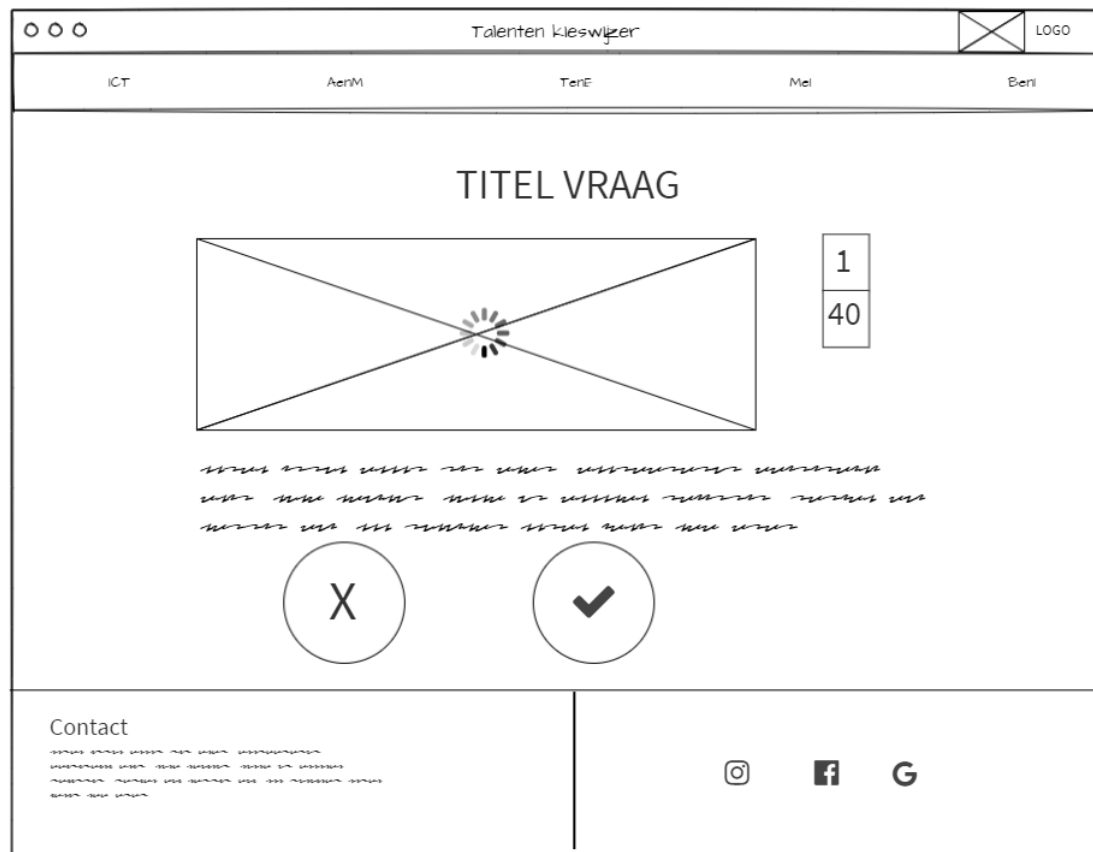 Talenten kieswijzer
LOGO
ICT AenM TenE MeI BenI
TITEL VRAAG
1
40
X
Contact